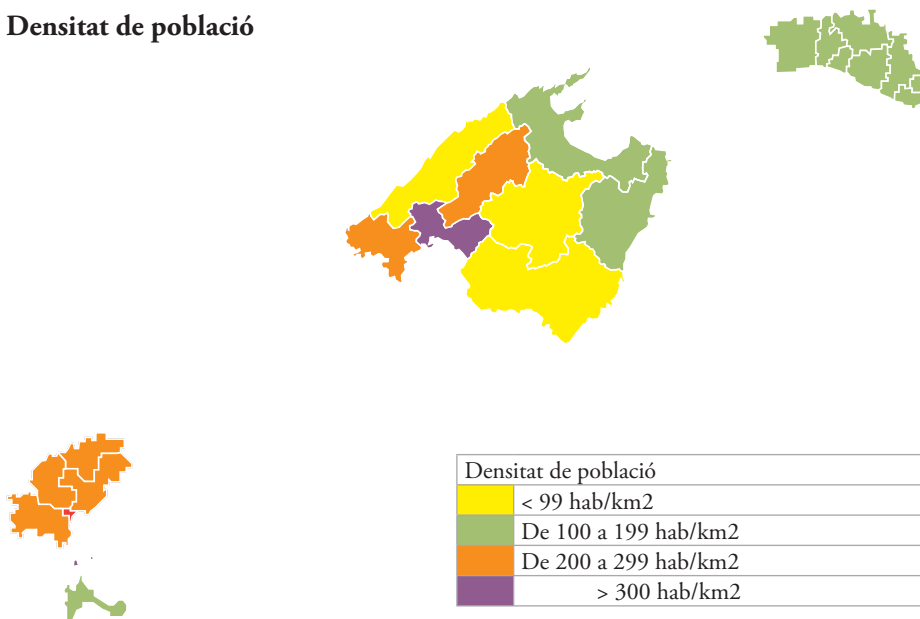 Densitat de població
Densitat de població
< 99 hab/km2
De 100 a 199 hab/km2
De 200 a 299 hab/km2
> 300 hab/km2